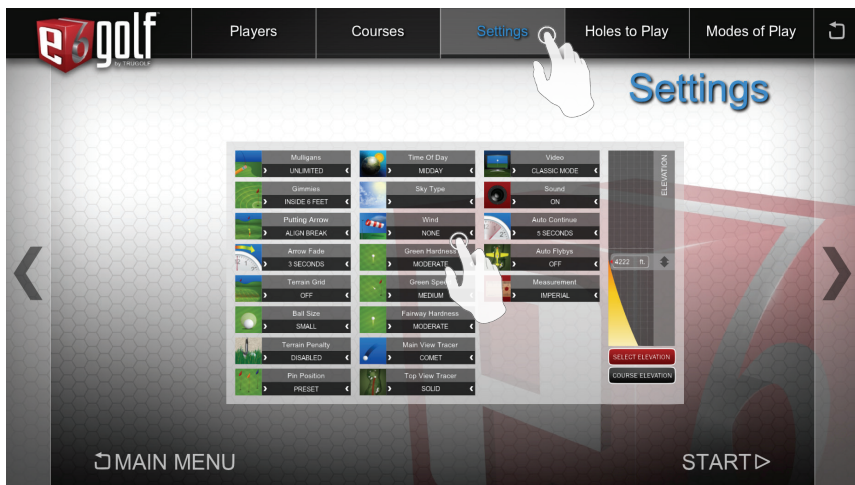 e6golf
by TRUGOLF
Players
Courses
Settings
Holes to Play
Modes of Play
Settings
Mulligans
UNLIMITED
Gimmies
INSIDE 6 FEET
Putting Arrow
ALIGN BREAK
Arrow Fade
3 SECONDS
Terrain Grid
OFF
Ball Size
SMALL
Terrain Penalty
DISABLED
Pin Position
PRESET
Time Of Day
MIDDAY
Sky Type
Wind
NONE
Green Hardness
MODERATE
Green Spe
MEDIUM
Fairway Hardness
MODERATE
Main View Tracer
COMET
Top View Tracer
SOLID
Video
CLASSIC MODE
Sound
ON
Auto Continue
5 SECONDS
Auto Flybys
OFF
Measurement
IMPERIAL
ELEVATION
4222 ft.
SELECT ELEVATION
COURSE ELEVATION
MAIN MENU
START